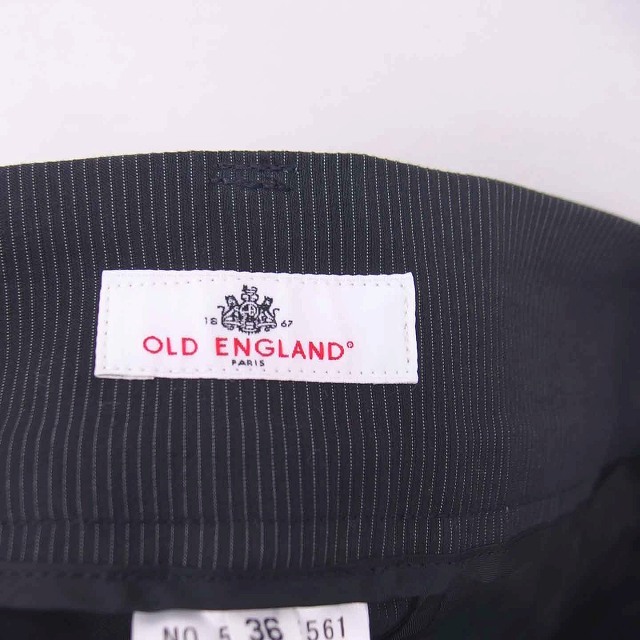 18 67
OLD ENGLAND
PARIS
NO 5 36 561